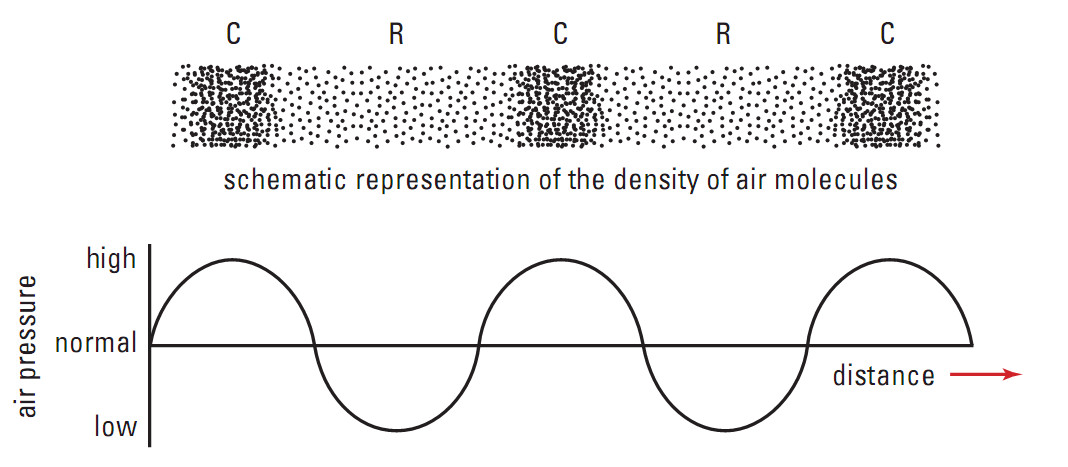 C R C R C
schematic representation of the density of air molecules
high
air pressure
normal
distance
low